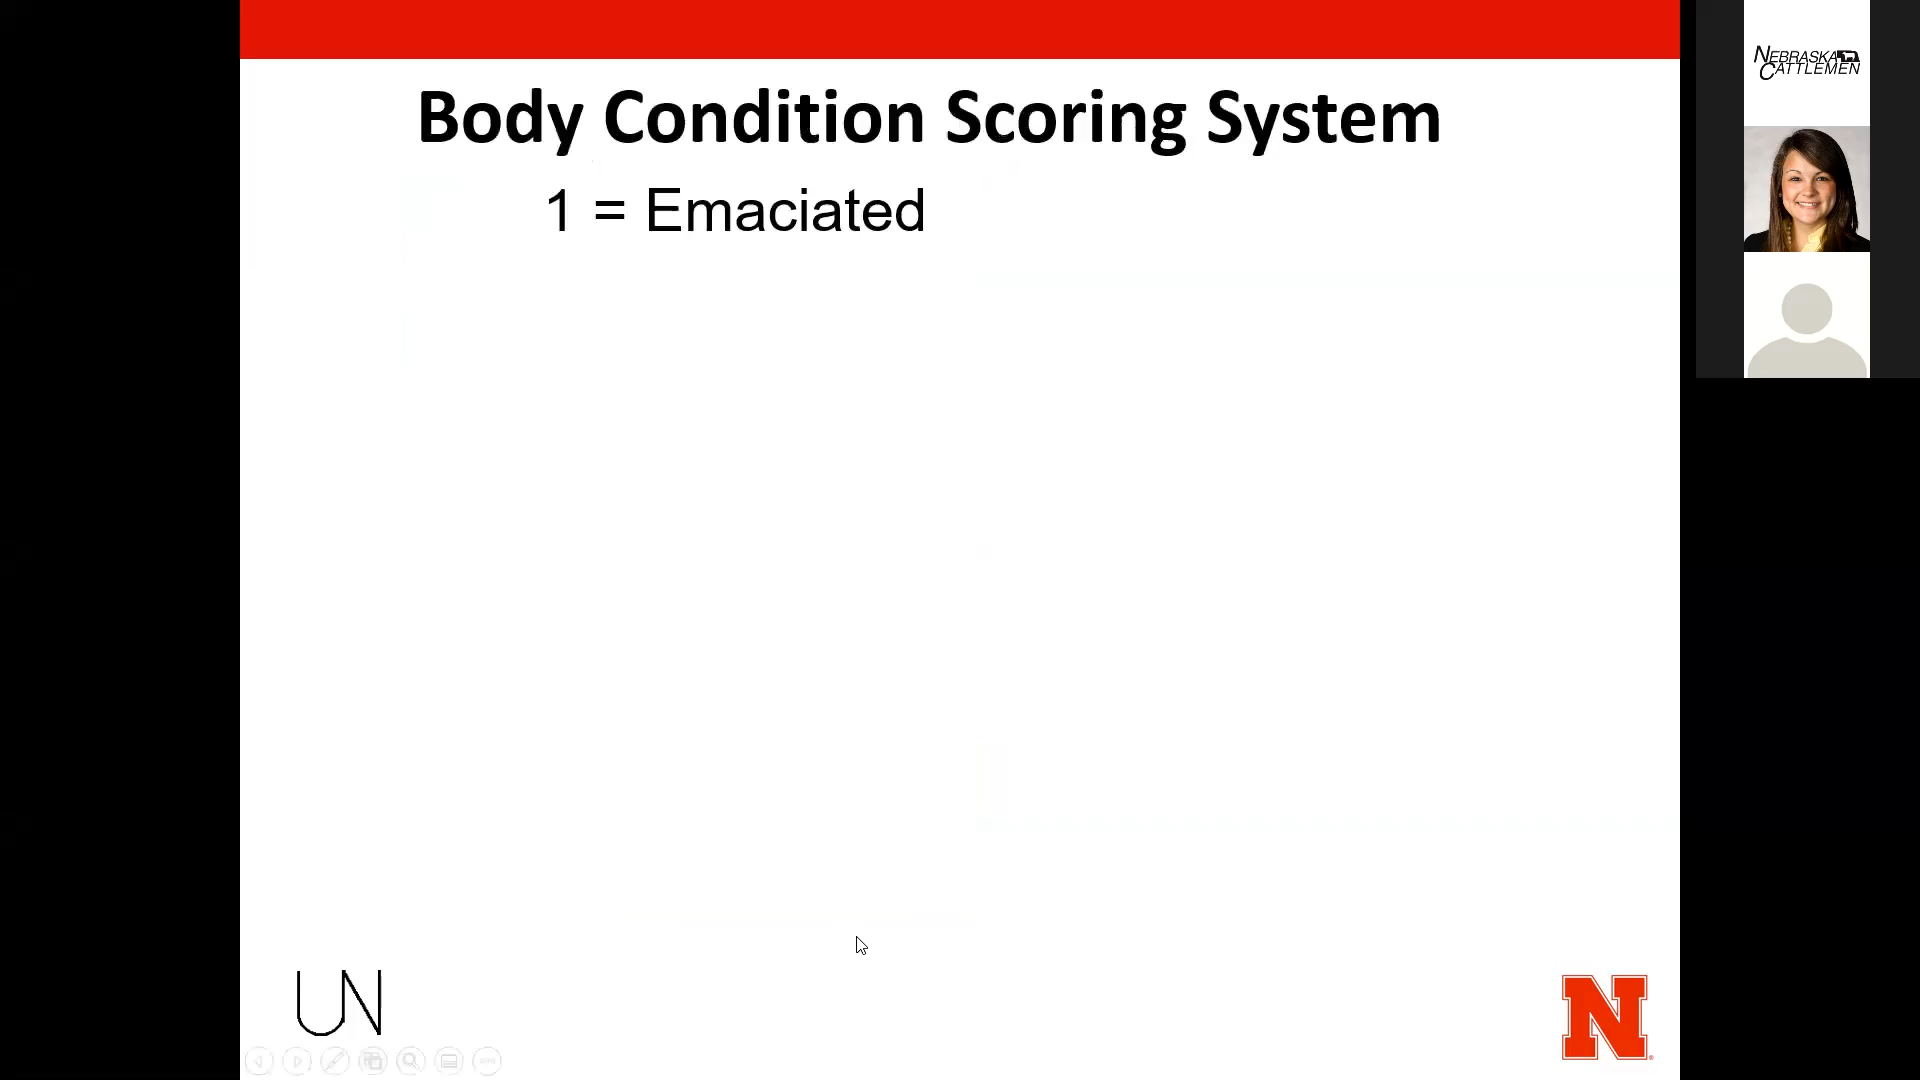 Body Condition Scoring System
1 = Emaciated
NEBRASKA
CATTLEMEN
UN
N